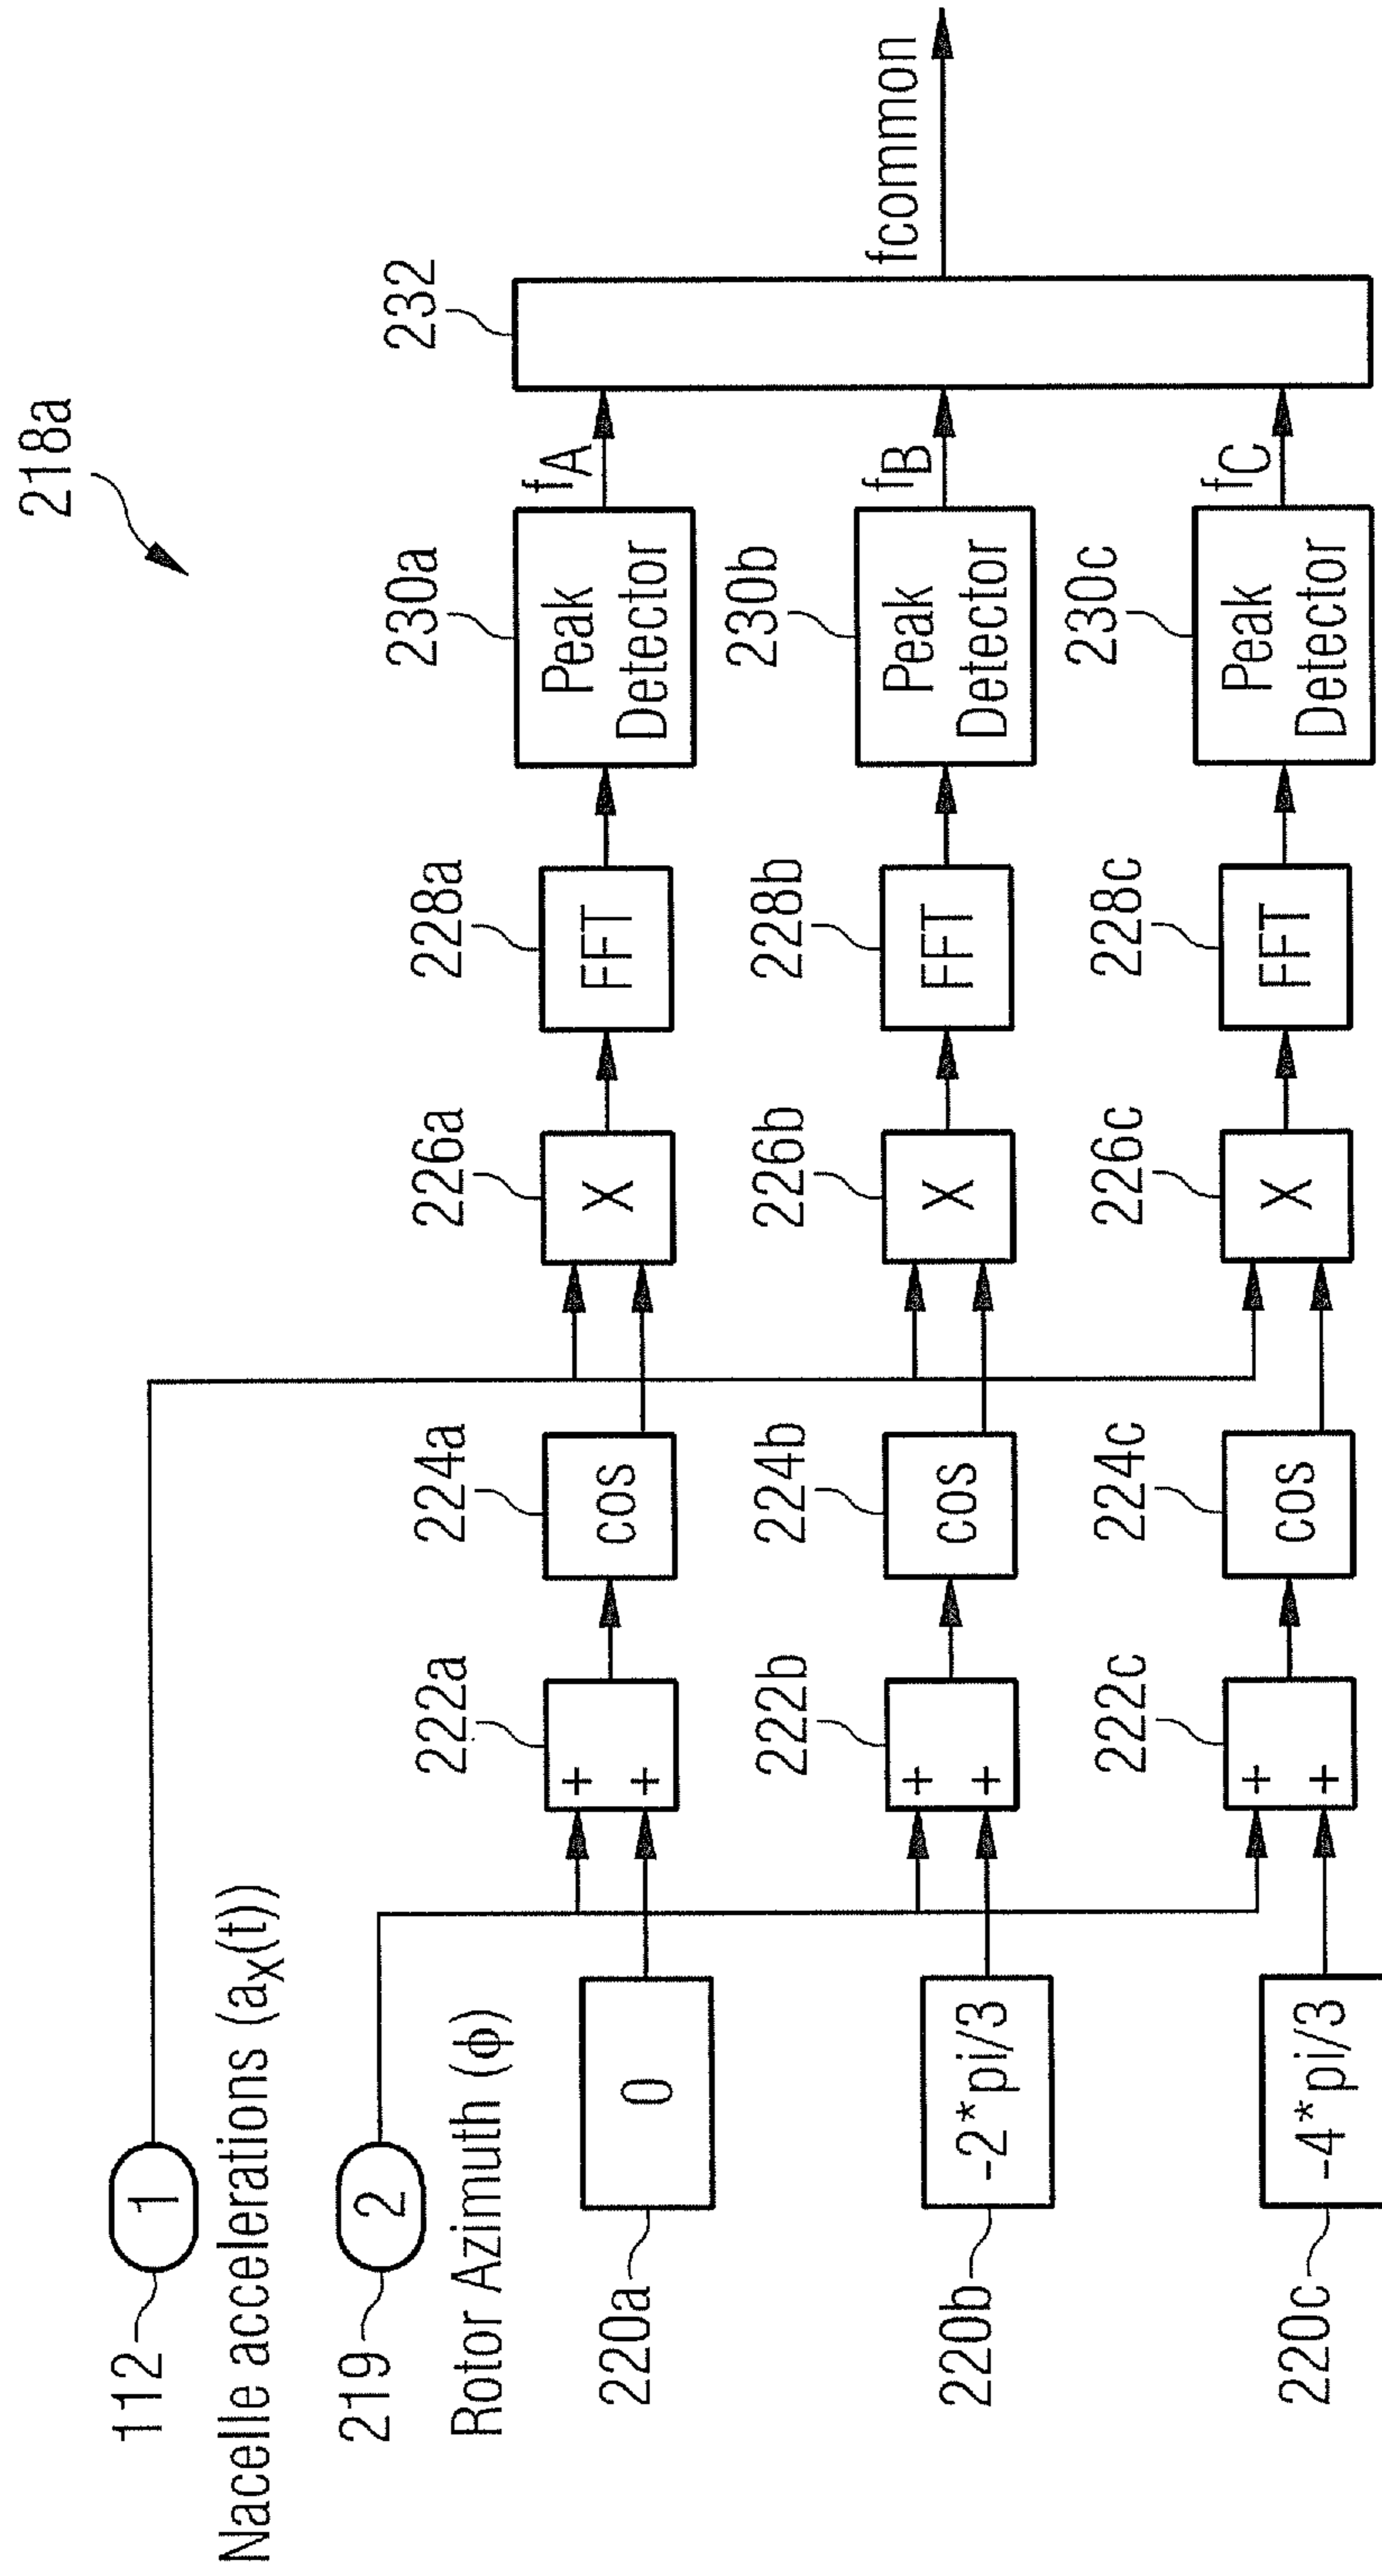 218a
112
1
Nacelle accelerations (aX(t))
219
2
Rotor Azimuth (ϕ)
220a
0
222a
+
+
224a
cos
226a
X
228a
FFT
230a
Peak
Detector
fA
232
fcommon
220b
-2*pi/3
222b
+
+
224b
cos
226b
X
228b
FFT
230b
Peak
Detector
fB
220c
-4*pi/3
222c
+
+
224c
cos
226c
X
228c
FFT
230c
Peak
Detector
fC